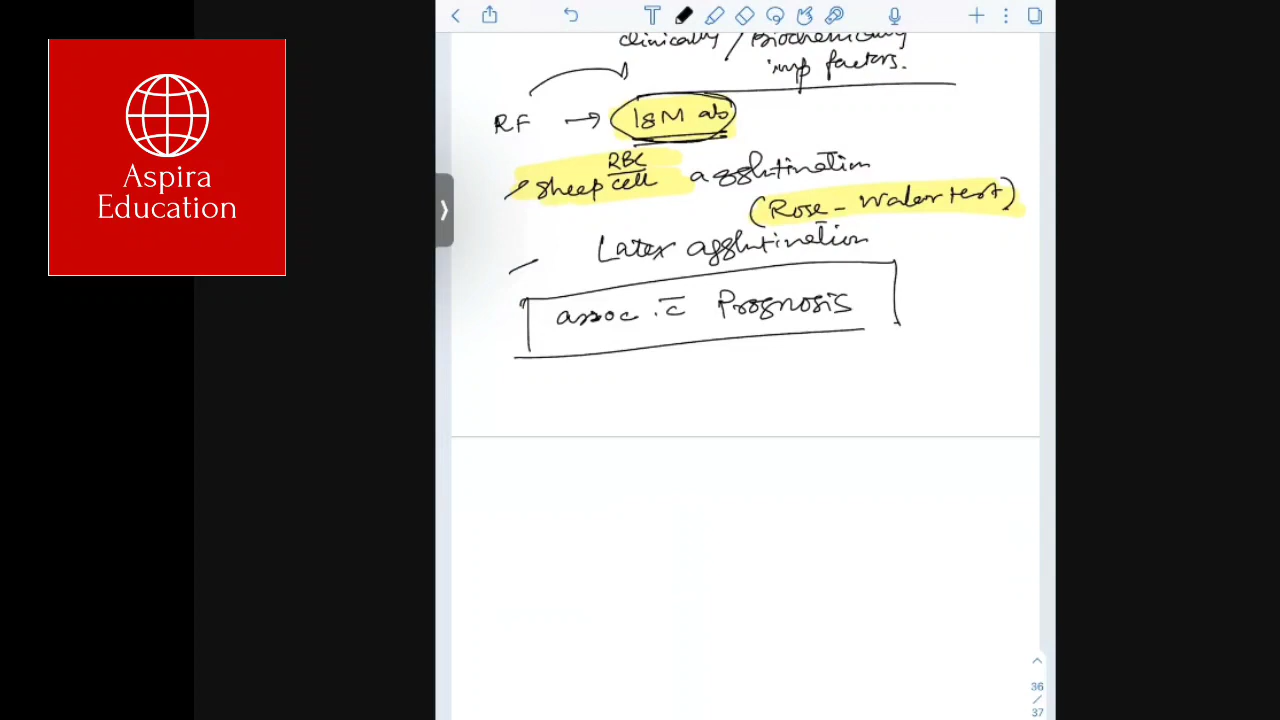 Aspira
Education
clinically / Biochemically
imp factors.
RF → IgM ab
sheep RBC cell agglutination
(Rose - Waler test)
Latex agglutination
assoc. c̅ Prognosis
36
/
37